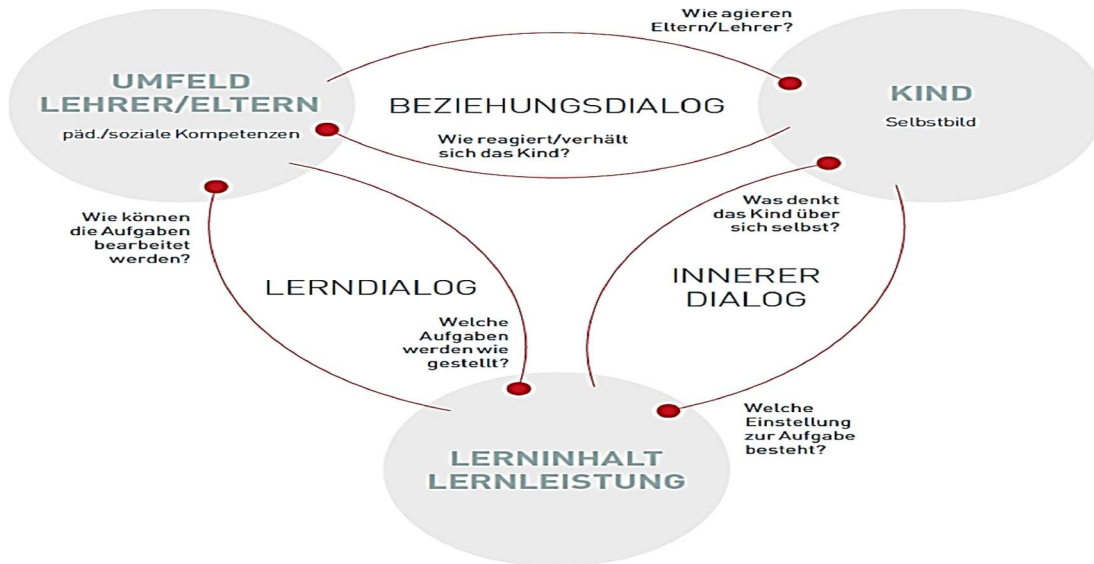 Wie agieren
Eltern/Lehrer?
UMFELD
LEHRER/ELTERN
päd./soziale Kompetenzen
BEZIEHUNGSDIALOG
KIND
Selbstbild
Wie reagiert/verhält
sich das Kind?
Wie können
die Aufgaben
bearbeitet
werden?
Was denkt
das Kind über
sich selbst?
LERNDIALOG
INNERER
DIALOG
Welche
Aufgaben
werden wie
gestellt?
Welche
Einstellung
zur Aufgabe
besteht?
LERNINHALT
LERNLEISTUNG